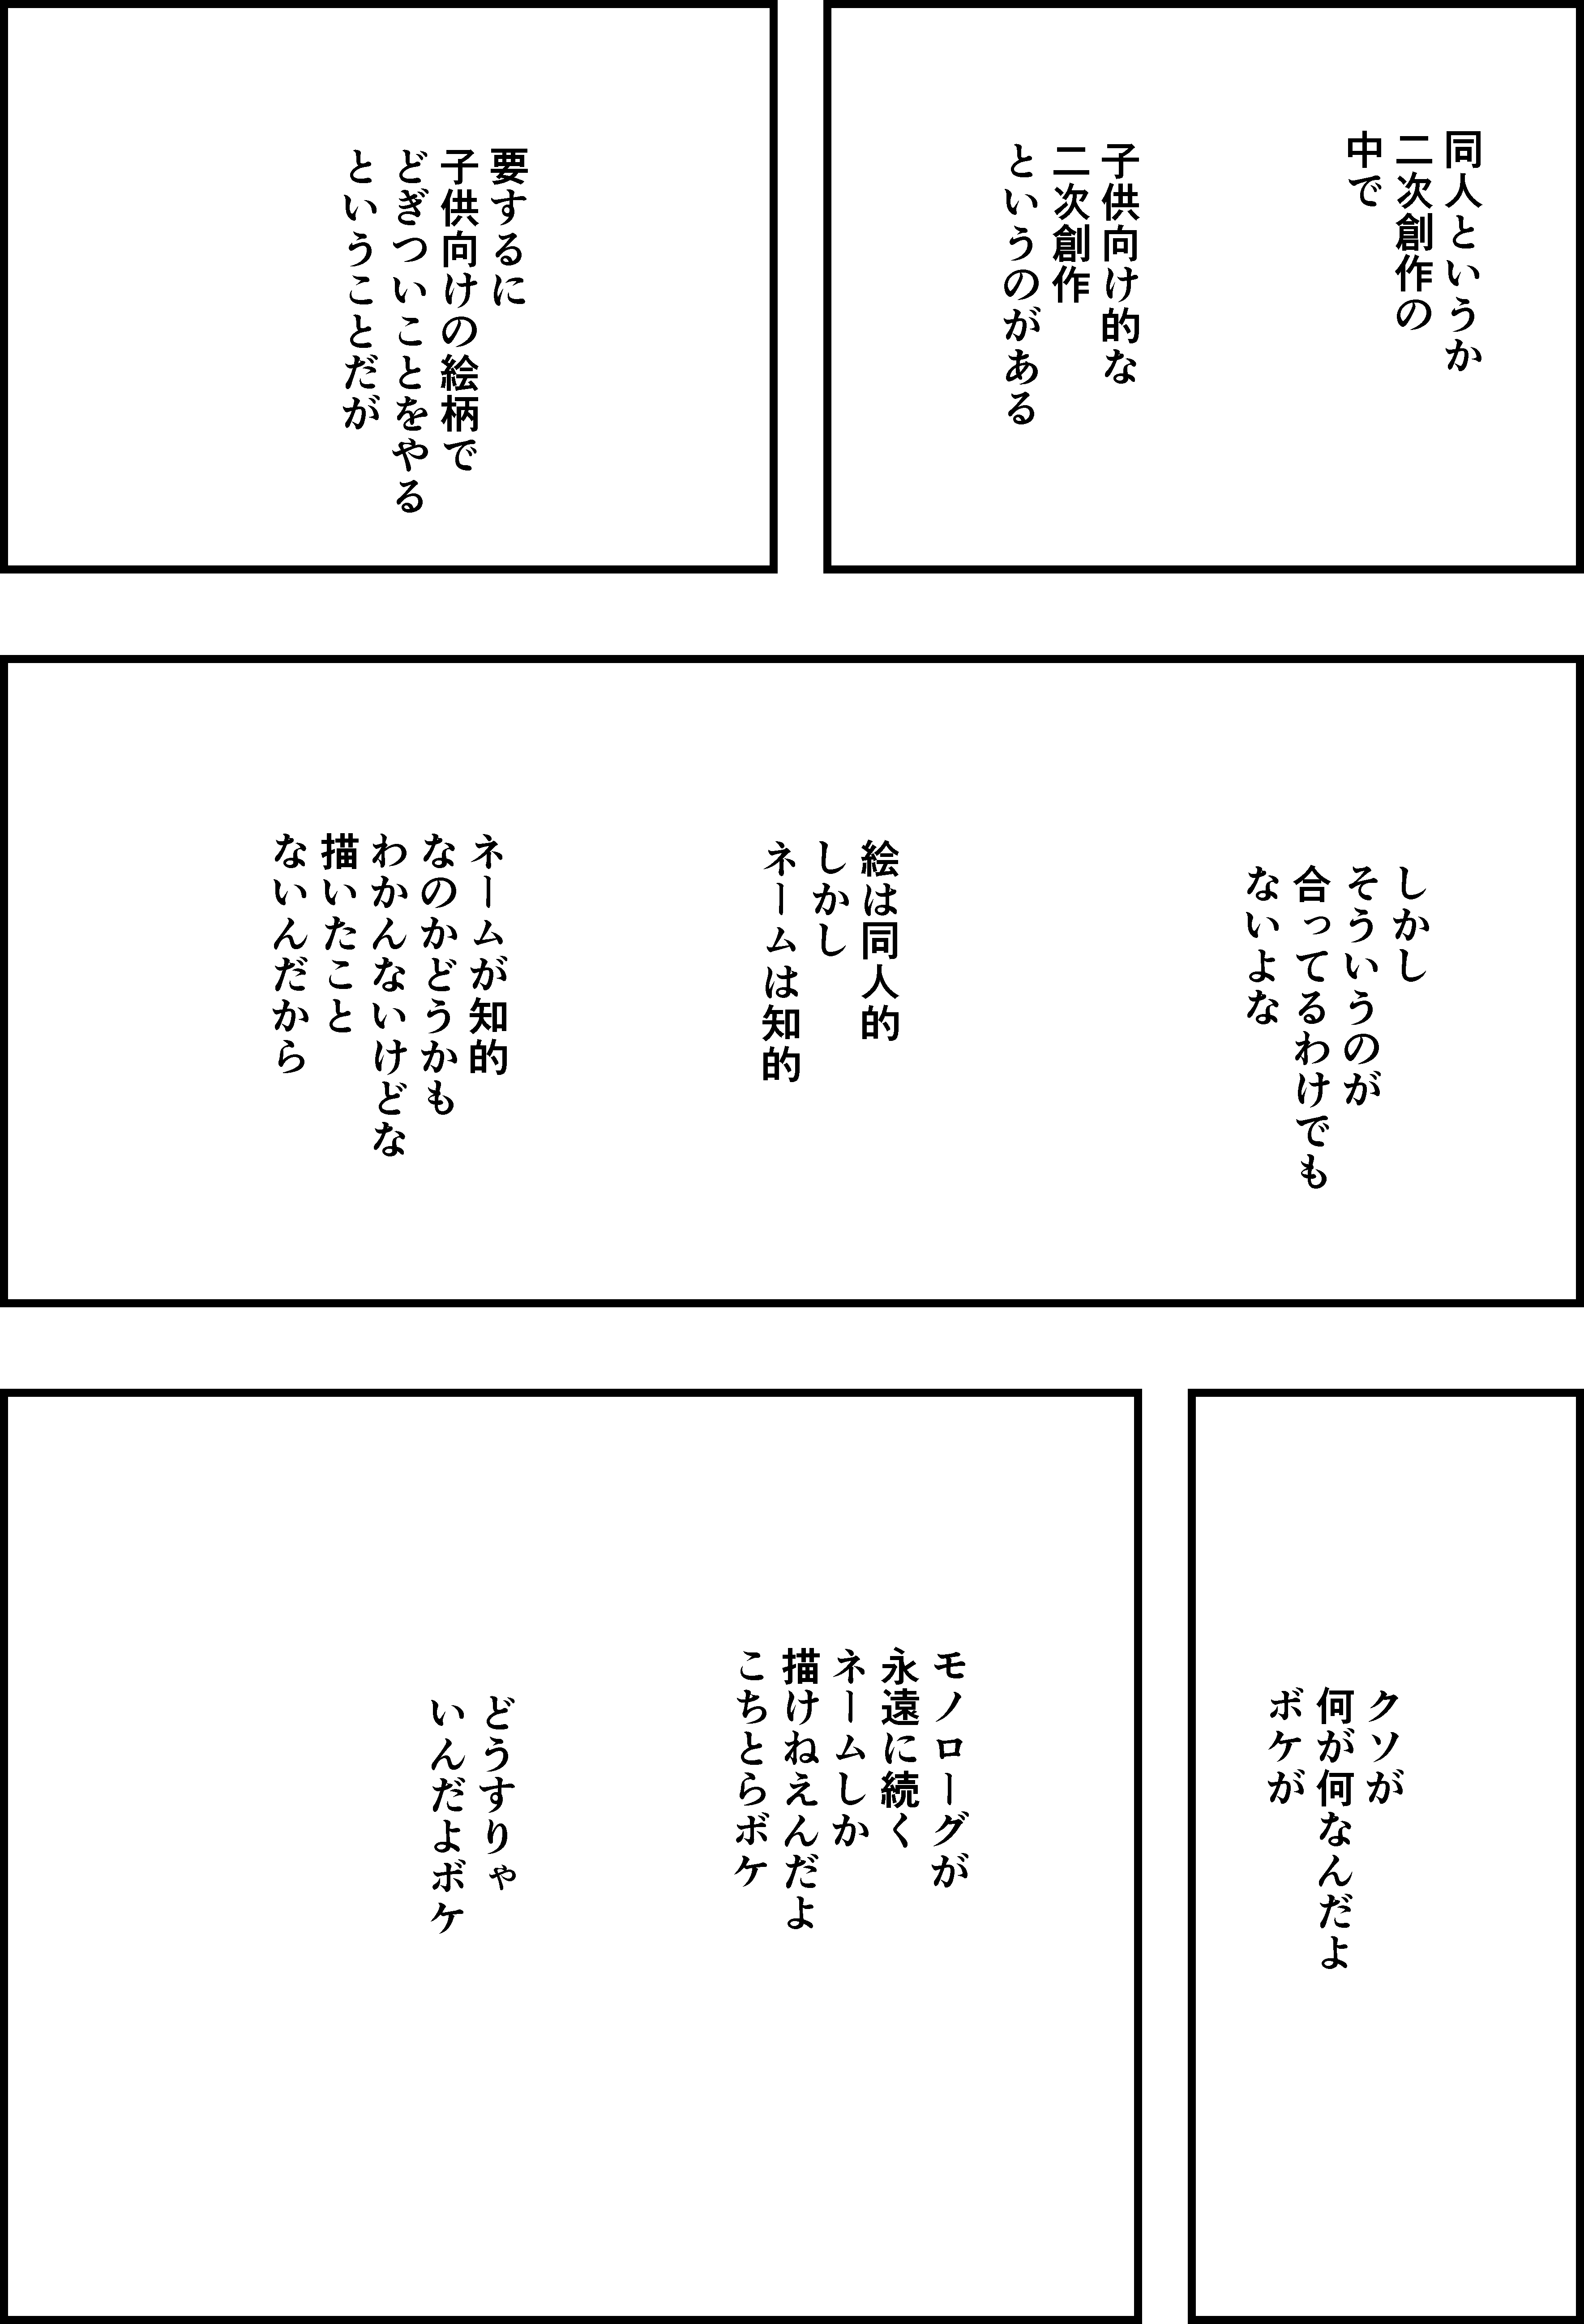 同人というか
二次創作の
中で
子供向け的な
二次創作
というのがある
要するに
子供向けの絵柄で
どぎついことをやる
ということだが
しかし
そういうのが
合ってるわけでも
ないよな
絵は同人的
しかし
ネームは知的
ネームが知的
なのかどうかも
わかんないけどな
描いたこと
ないんだから
クソが
何が何なんだよ
ボケが
モノローグが
永遠に続く
ネームしか
描けねえんだよ
こちとらボケ
どうすりゃ
いんだよボケ